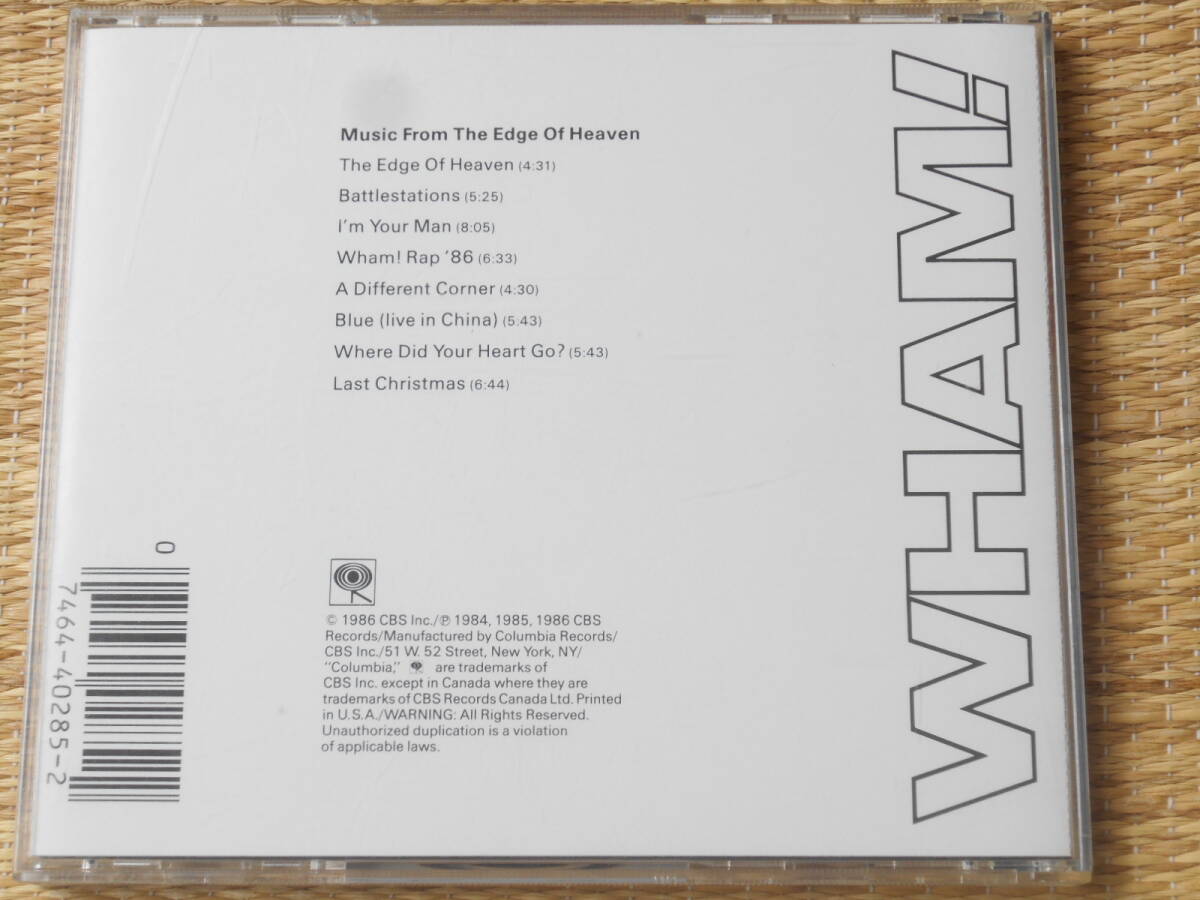 Music From The Edge Of Heaven
The Edge Of Heaven (4:31)
Battlestations (5:25)
I'm Your Man (8:05)
Wham! Rap '86 (6:33)
A Different Corner (4:30)
Blue (live in China) (5:43)
Where Did Your Heart Go? (5:43)
Last Christmas (6:44)
WHAM!
0
7464-40285-2
© 1986 CBS Inc./℗ 1984, 1985, 1986 CBS
Records/Manufactured by Columbia Records/
CBS Inc./51 W. 52 Street, New York, NY/
"Columbia," are trademarks of
CBS Inc. except in Canada where they are
trademarks of CBS Records Canada Ltd. Printed
in U.S.A./WARNING: All Rights Reserved.
Unauthorized duplication is a violation
of applicable laws.